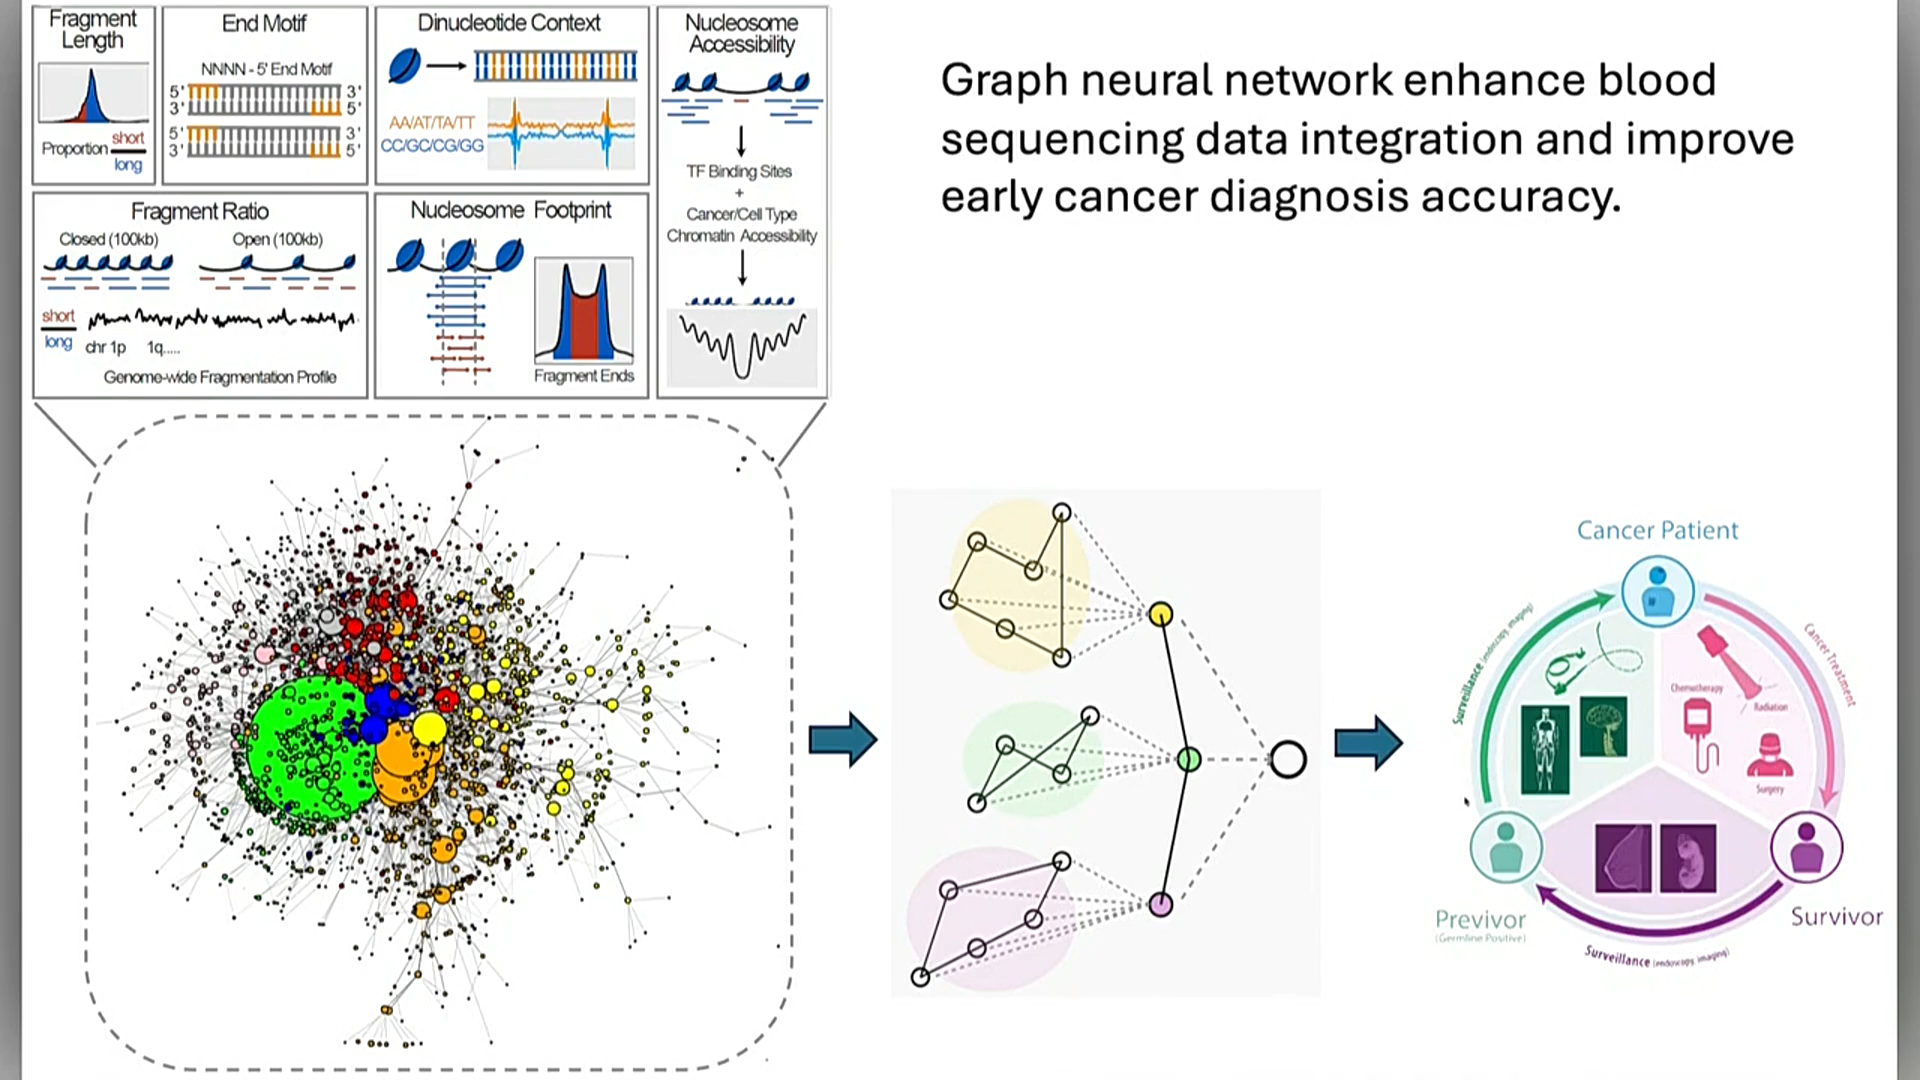 Fragment
Length
Proportion short
long
End Motif
NNNN - 5' End Motif
5' 3'
3' 5'
5' 3'
3' 5'
Dinucleotide Context
AA/AT/TA/TT
CC/GC/CG/GG
Nucleosome
Accessibility
TF Binding Sites
+
Cancer/Cell Type
Chromatin Accessibility
Fragment Ratio
Closed (100kb) Open (100kb)
short
long
chr 1p 1q.....
Genome-wide Fragmentation Profile
Nucleosome Footprint
Fragment Ends
Graph neural network enhance blood
sequencing data integration and improve
early cancer diagnosis accuracy.
Cancer Patient
Surveillance (endoscopy, imaging)
Cancer Treatment
Chemotherapy
Radiation
Surgery
Previvor
(Germline Positive)
Survivor
Surveillance (endoscopy, imaging)